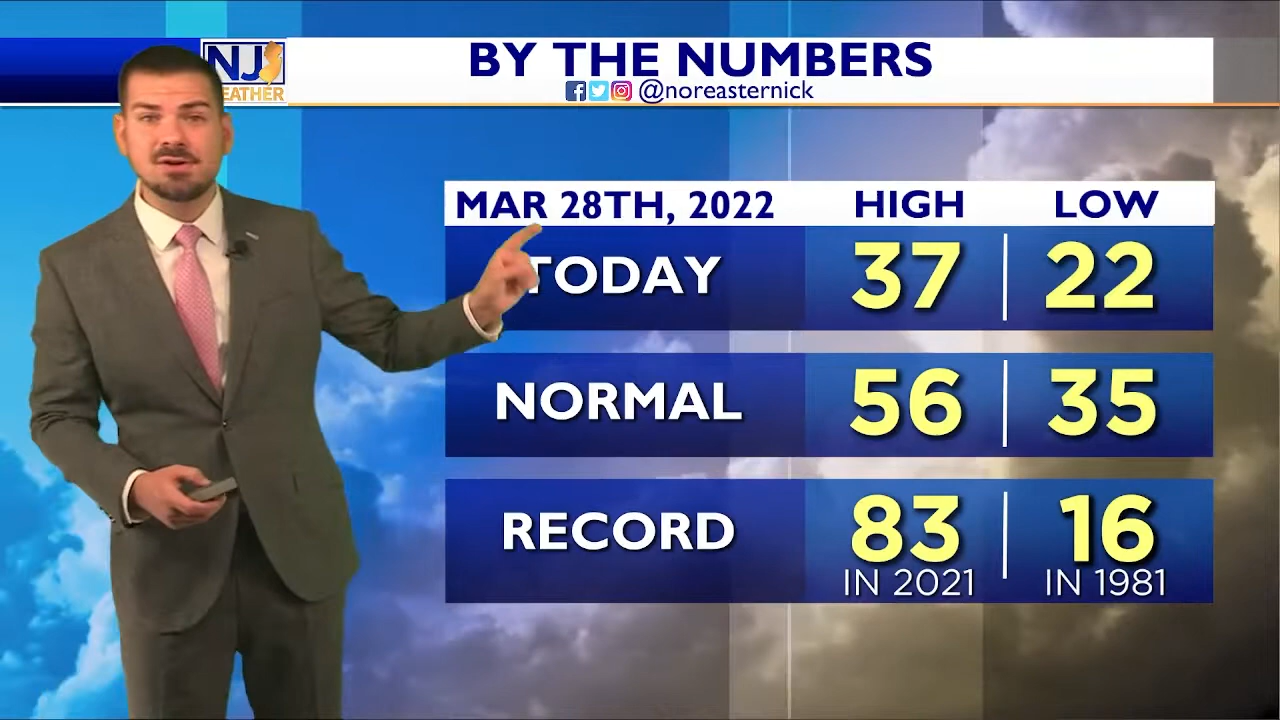 NJ
EATHER
BY THE NUMBERS
@noreasternick
MAR 28TH, 2022 HIGH LOW
TODAY 37 22
NORMAL 56 35
RECORD 83 16
IN 2021 IN 1981